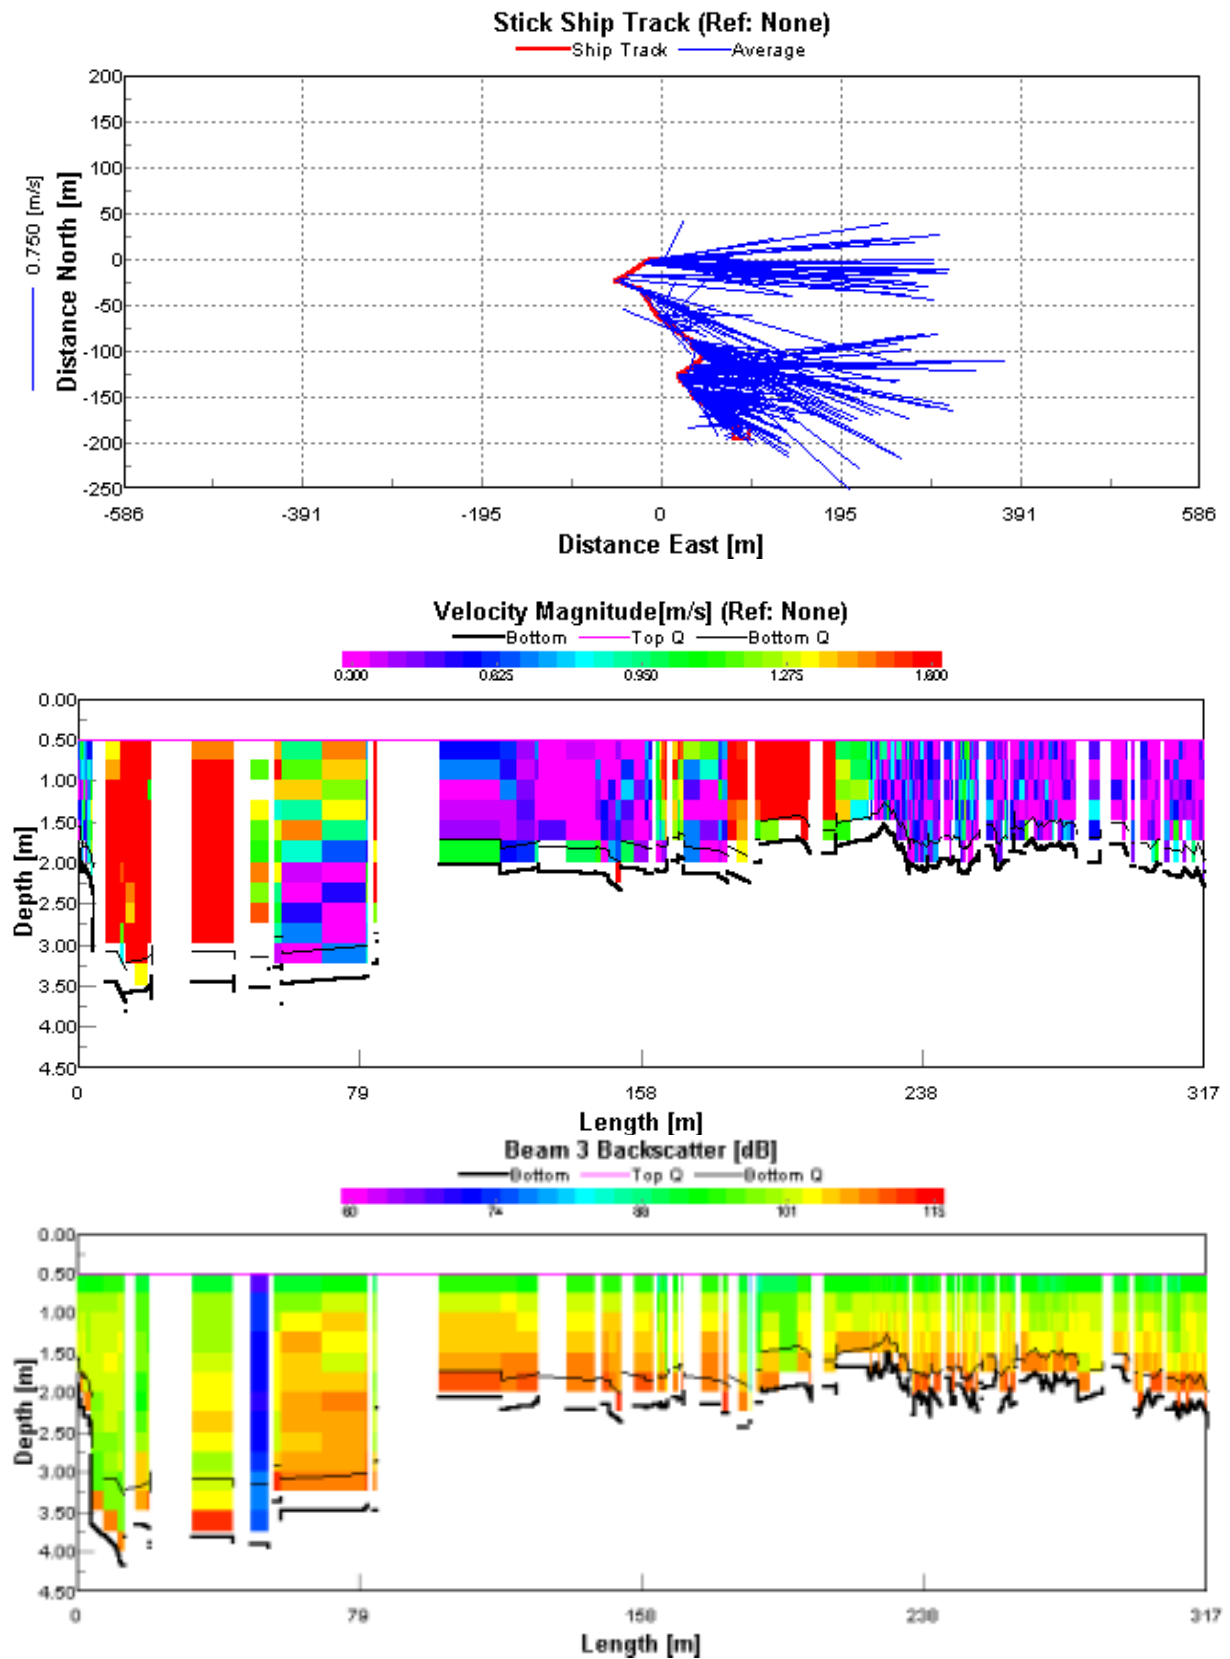 Stick Ship Track (Ref: None)
Ship Track Average
200
150
100
50
0
-50
-100
-150
-200
-250
Distance North [m]
0.750 [m/s]
-586 -391 -195 0 195 391 586
Distance East [m]
Velocity Magnitude[m/s] (Ref: None)
Bottom Top Q Bottom Q
0.300 0.625 0.950 1.275 1.600
0.00
0.50
1.00
1.50
2.00
2.50
3.00
3.50
4.00
4.50
Depth [m]
0 79 158 238 317
Length [m]
Beam 3 Backscatter [dB]
Bottom Top Q Bottom Q
60 74 88 101 115
0.00
0.50
1.00
1.50
2.00
2.50
3.00
3.50
4.00
4.50
Depth [m]
0 79 158 238 317
Length [m]